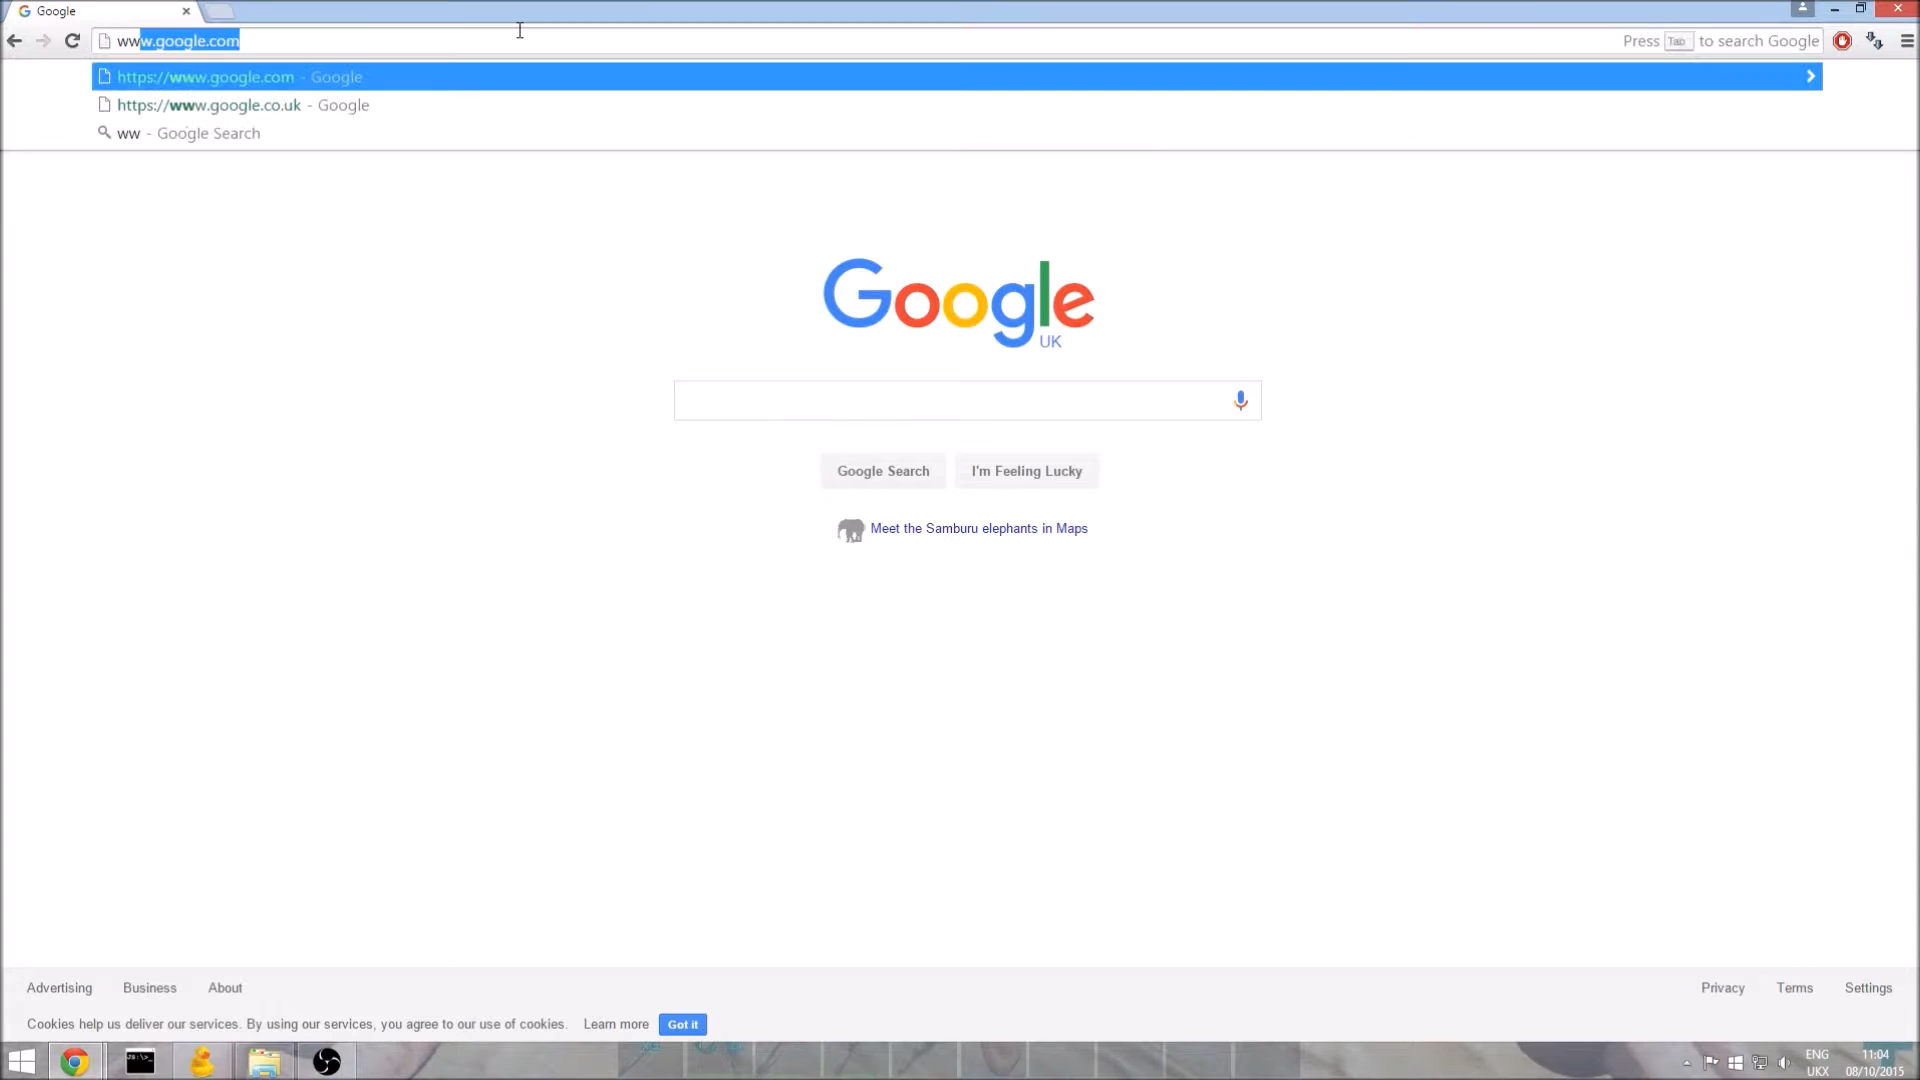 Google
www.google.com
Press Tab to search Google
https://www.google.com - Google
https://www.google.co.uk - Google
ww - Google Search
Google
UK
Google Search
I'm Feeling Lucky
Meet the Samburu elephants in Maps
Advertising
Business
About
Privacy
Terms
Settings
Cookies help us deliver our services. By using our services, you agree to our use of cookies.
Learn more
Got it
ENG
UKX
11:04
08/10/2015